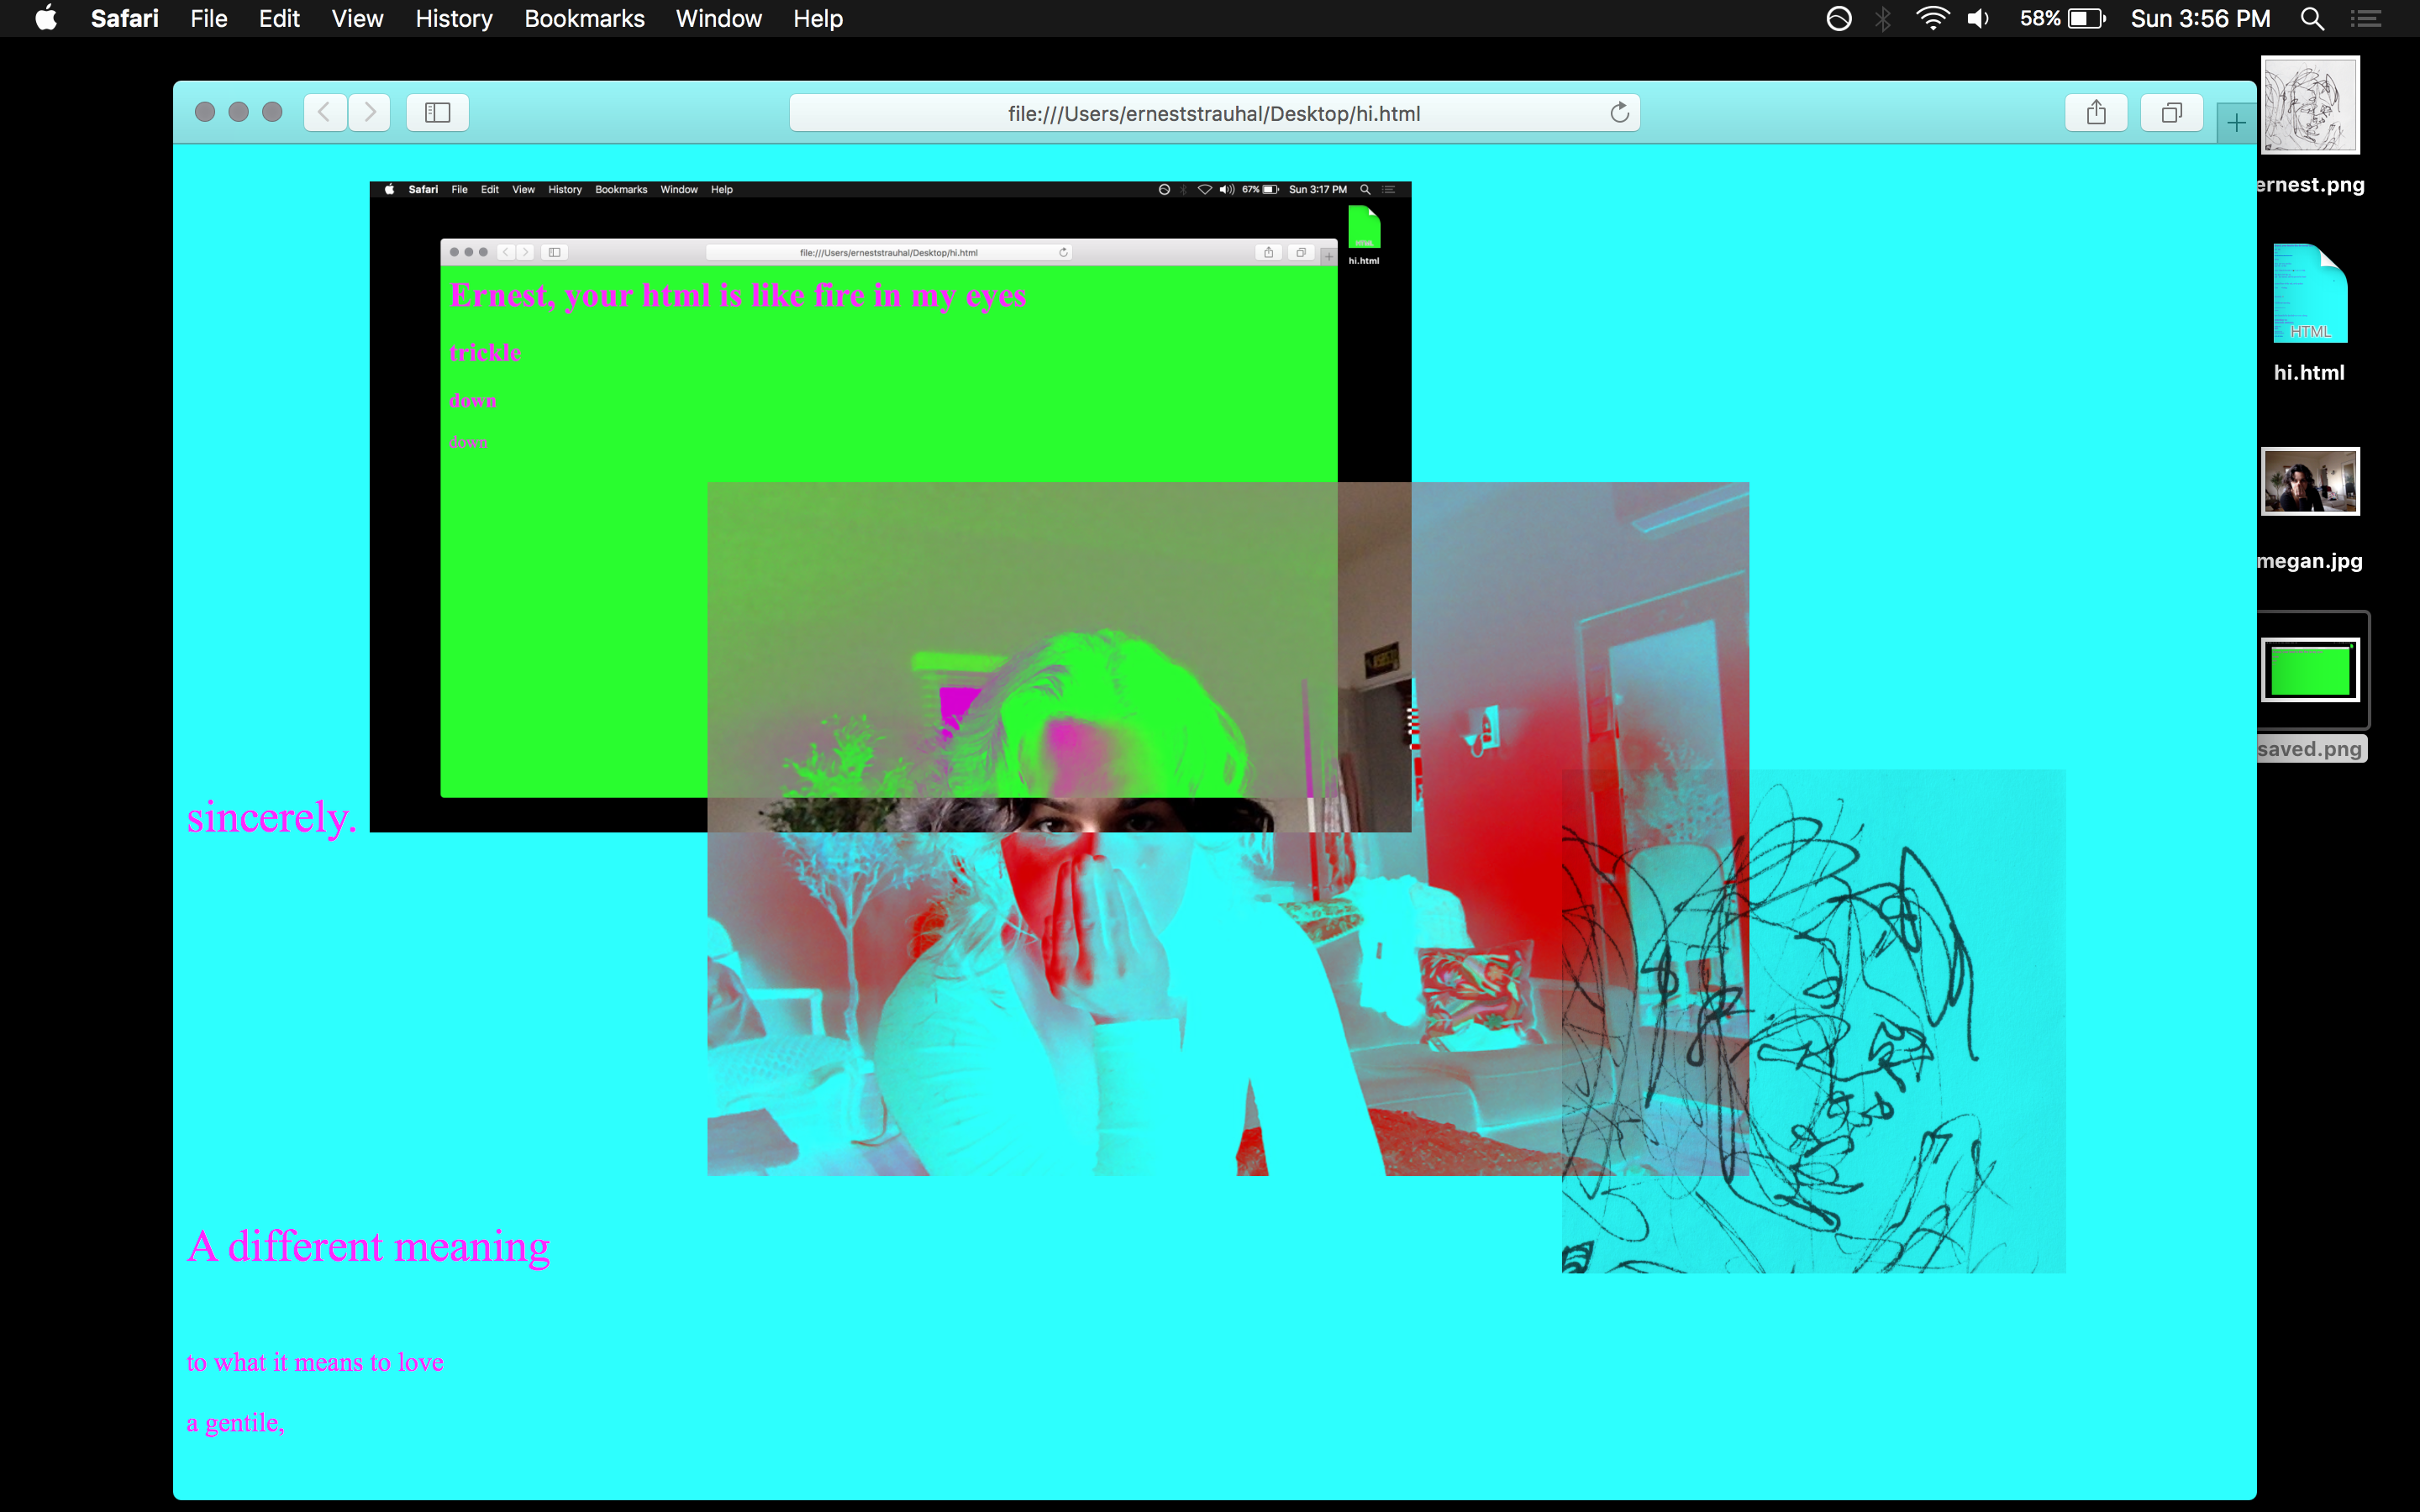 Safari File Edit View History Bookmarks Window Help 58% Sun 3:56 PM
file:///Users/erneststrauhal/Desktop/hi.html
Safari File Edit View History Bookmarks Window Help 67% Sun 3:17 PM
file:///Users/erneststrauhal/Desktop/hi.html
HTML
hi.html
Ernest, your html is like fire in my eyes
trickle
down
down
sincerely.
A different meaning
to what it means to love
a gentile,
ernest.png
HTML
hi.html
megan.jpg
saved.png